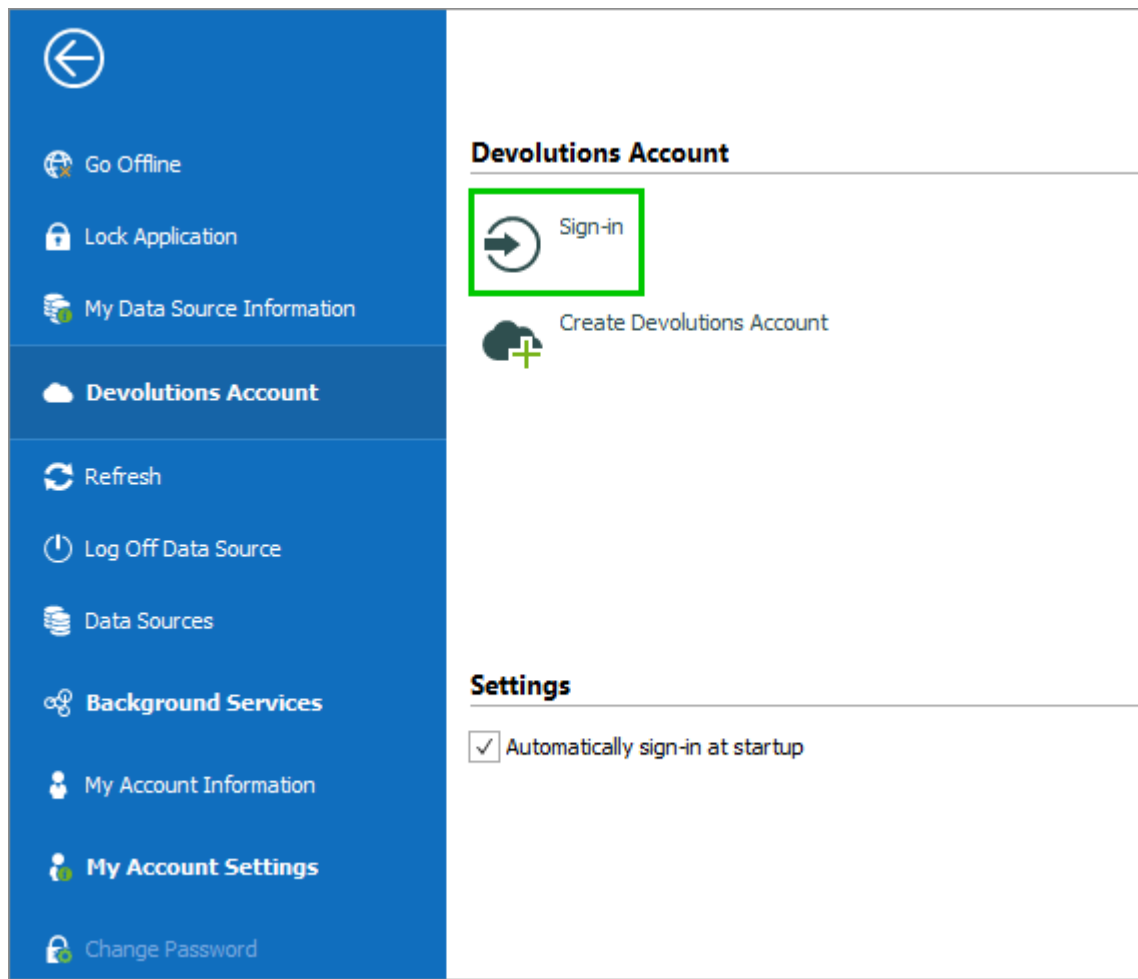 Go Offline
Lock Application
My Data Source Information
Devolutions Account
Refresh
Log Off Data Source
Data Sources
Background Services
My Account Information
My Account Settings
Change Password
Devolutions Account
Sign-in
Create Devolutions Account
Settings
Automatically sign-in at startup